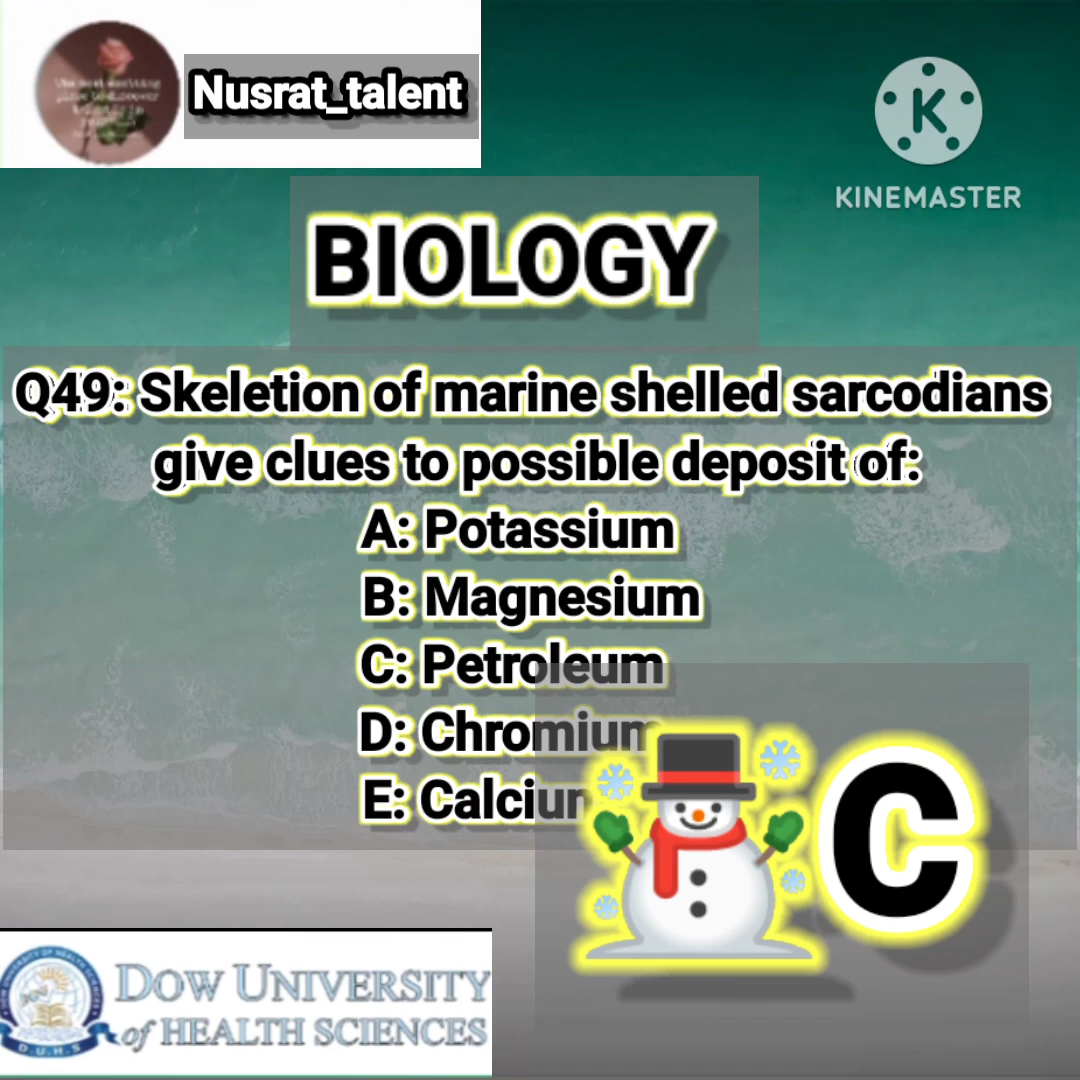 Nusrat_talent
K
KINEMASTER
BIOLOGY
Q49: Skeletion of marine shelled sarcodians
give clues to possible deposit of:
A: Potassium
B: Magnesium
C: Petroleum
D: Chromium
E: Calcium
C
DOW UNIVERSITY
of HEALTH SCIENCES
D.U.H.S